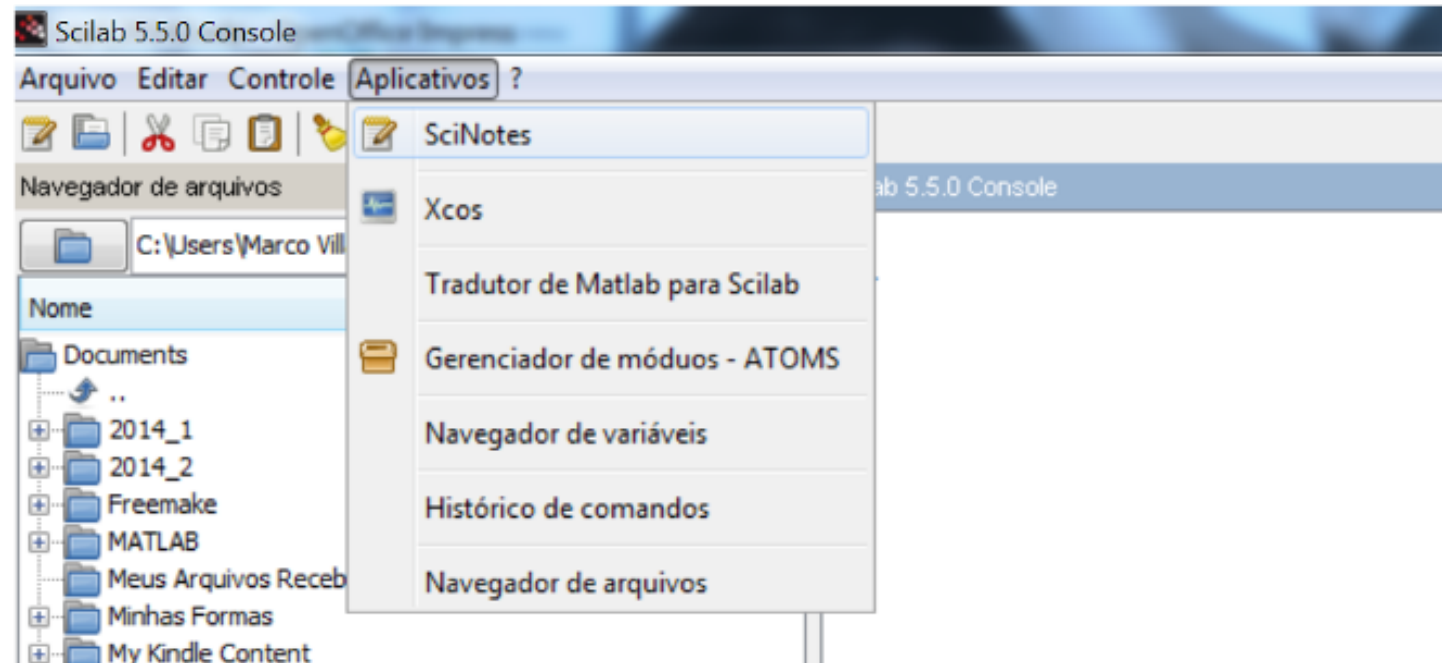 Scilab 5.5.0 Console
Arquivo Editar Controle Aplicativos ?
SciNotes
Xcos
Tradutor de Matlab para Scilab
Gerenciador de móduos - ATOMS
Navegador de variáveis
Histórico de comandos
Navegador de arquivos
Navegador de arquivos
ab 5.5.0 Console
C:\Users\Marco Vill
Nome
Documents
..
2014_1
2014_2
Freemake
MATLAB
Meus Arquivos Receb
Minhas Formas
My Kindle Content